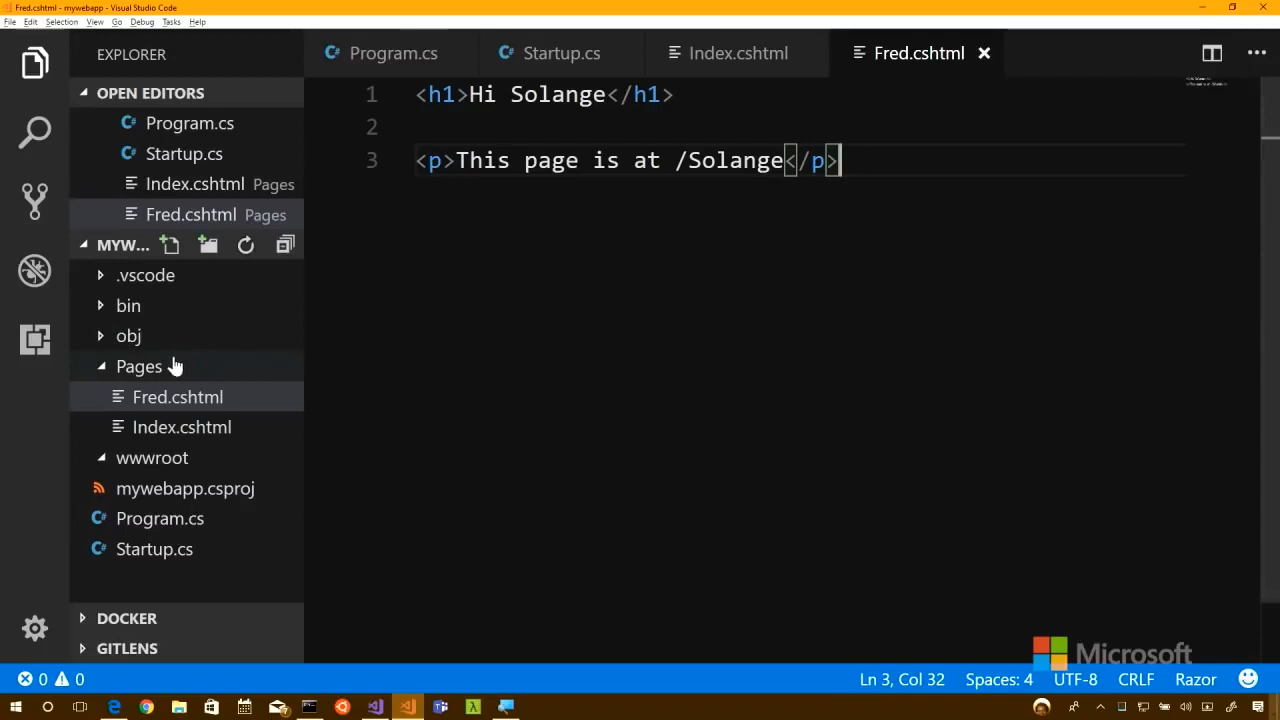 Fred.cshtml - mywebapp - Visual Studio Code
File Edit Selection View Go Debug Tasks Help
EXPLORER
Program.cs
Startup.cs
Index.cshtml
Fred.cshtml
OPEN EDITORS
Program.cs
Startup.cs
Index.cshtml Pages
Fred.cshtml Pages
MYW...
.vscode
bin
obj
Pages
Fred.cshtml
Index.cshtml
wwwroot
mywebapp.csproj
Program.cs
Startup.cs
DOCKER
GITLENS
1 <h1>Hi Solange</h1>
2
3 <p>This page is at /Solange</p>
Microsoft
0 0
Ln 3, Col 32 Spaces: 4 UTF-8 CRLF Razor